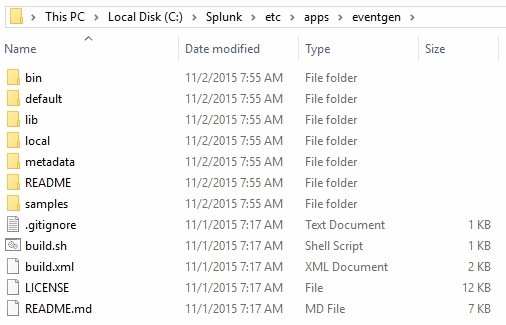 This PC > Local Disk (C:) > Splunk > etc > apps > eventgen >
Name Date modified Type Size
bin 11/2/2015 7:55 AM File folder
default 11/2/2015 7:55 AM File folder
lib 11/2/2015 7:55 AM File folder
local 11/2/2015 7:55 AM File folder
metadata 11/2/2015 7:55 AM File folder
README 11/2/2015 7:55 AM File folder
samples 11/2/2015 7:55 AM File folder
.gitignore 11/1/2015 7:17 AM Text Document 1 KB
build.sh 11/1/2015 7:17 AM Shell Script 1 KB
build.xml 11/1/2015 7:17 AM XML Document 2 KB
LICENSE 11/1/2015 7:17 AM File 12 KB
README.md 11/1/2015 7:17 AM MD File 7 KB